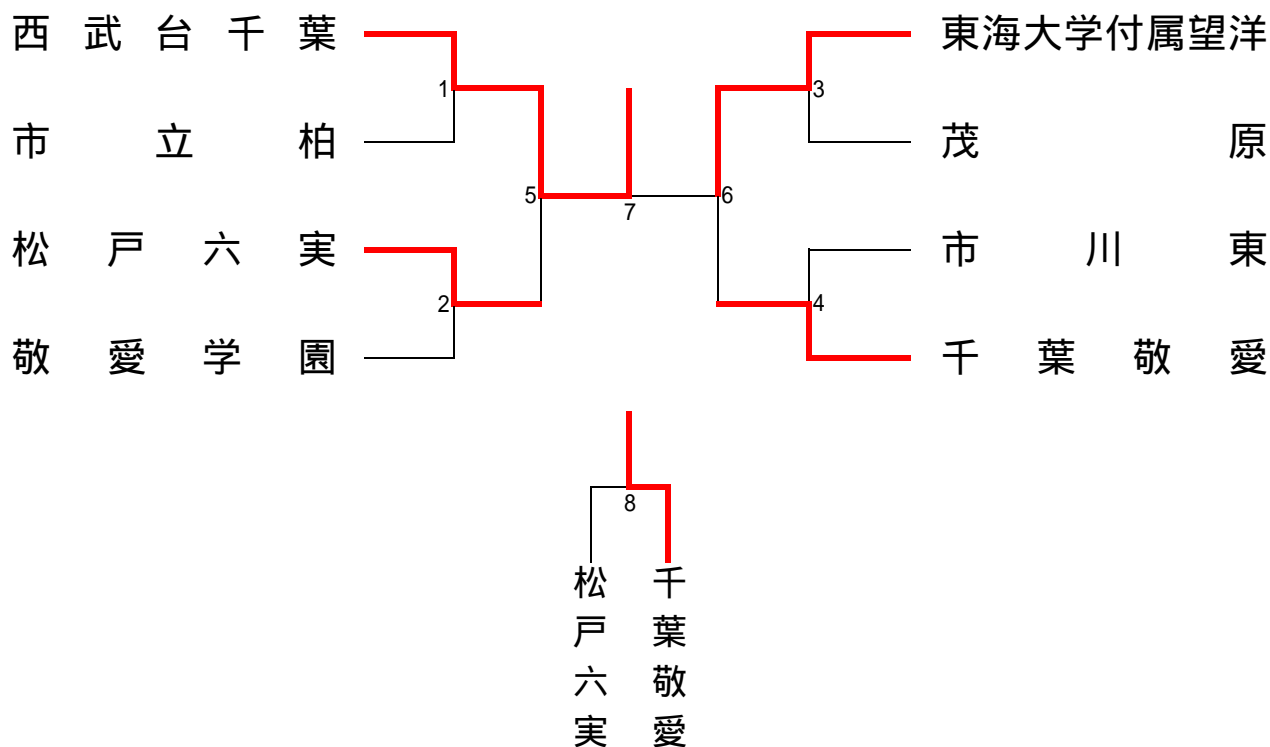 西武台千葉
市立柏
松戸六実
敬愛学園
1
2
5
7
6
3
4
東海大学付属望洋
茂原
市川東
千葉敬愛
8
松戸六実
千葉敬愛